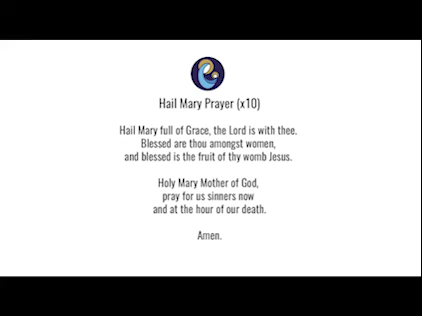 Hail Mary Prayer (x10)
Hail Mary full of Grace, the Lord is with thee.
Blessed are thou amongst women,
and blessed is the fruit of thy womb Jesus.
Holy Mary Mother of God,
pray for us sinners now
and at the hour of our death.
Amen.